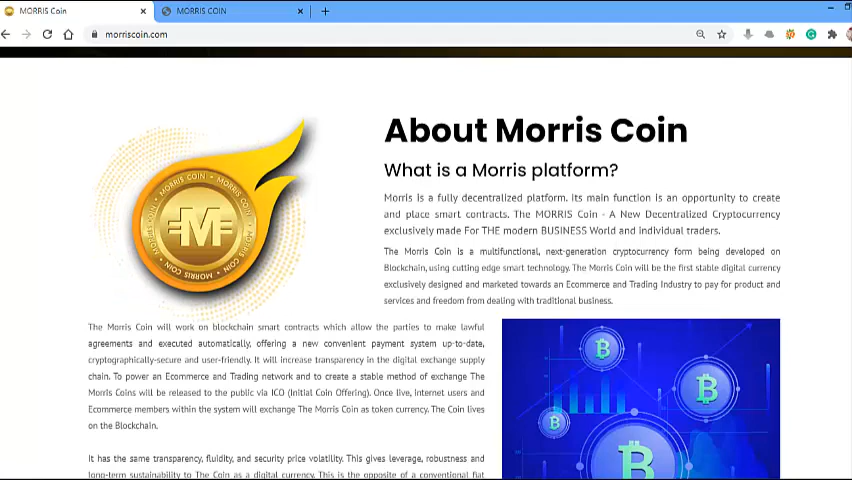 MORRIS Coin
MORRIS COIN
morriscoin.com
About Morris Coin
What is a Morris platform?
Morris is a fully decentralized platform. Its main function is an opportunity to create
and place smart contracts. The MORRIS Coin - A New Decentralized Cryptocurrency
exclusively made For THE modern BUSINESS World and individual traders.
The Morris Coin is a multifunctional, next-generation cryptocurrency form being developed on
Blockchain, using cutting edge smart technology. The Morris Coin will be the first stable digital currency
exclusively designed and marketed towards an Ecommerce and Trading Industry to pay for product and
services and freedom from dealing with traditional business.
MORRIS COIN • MORRIS COIN • MORRIS COIN • MORRIS COIN
M
The Morris Coin will work on blockchain smart contracts which allow the parties to make lawful
agreements and executed automatically, offering a new convenient payment system up-to-date,
cryptographically-secure and user-friendly. It will increase transparency in the digital exchange supply
chain. To power an Ecommerce and Trading network and to create a stable method of exchange The
Morris Coins will be released to the public via ICO (Initial Coin Offering). Once live, internet users and
Ecommerce members within the system will exchange The Morris Coin as token currency. The Coin lives
on the Blockchain.
It has the same transparency, fluidity, and security price volatility. This gives leverage, robustness and
long-term sustainability to The Coin as a digital currency. This is the opposite of a conventional fiat